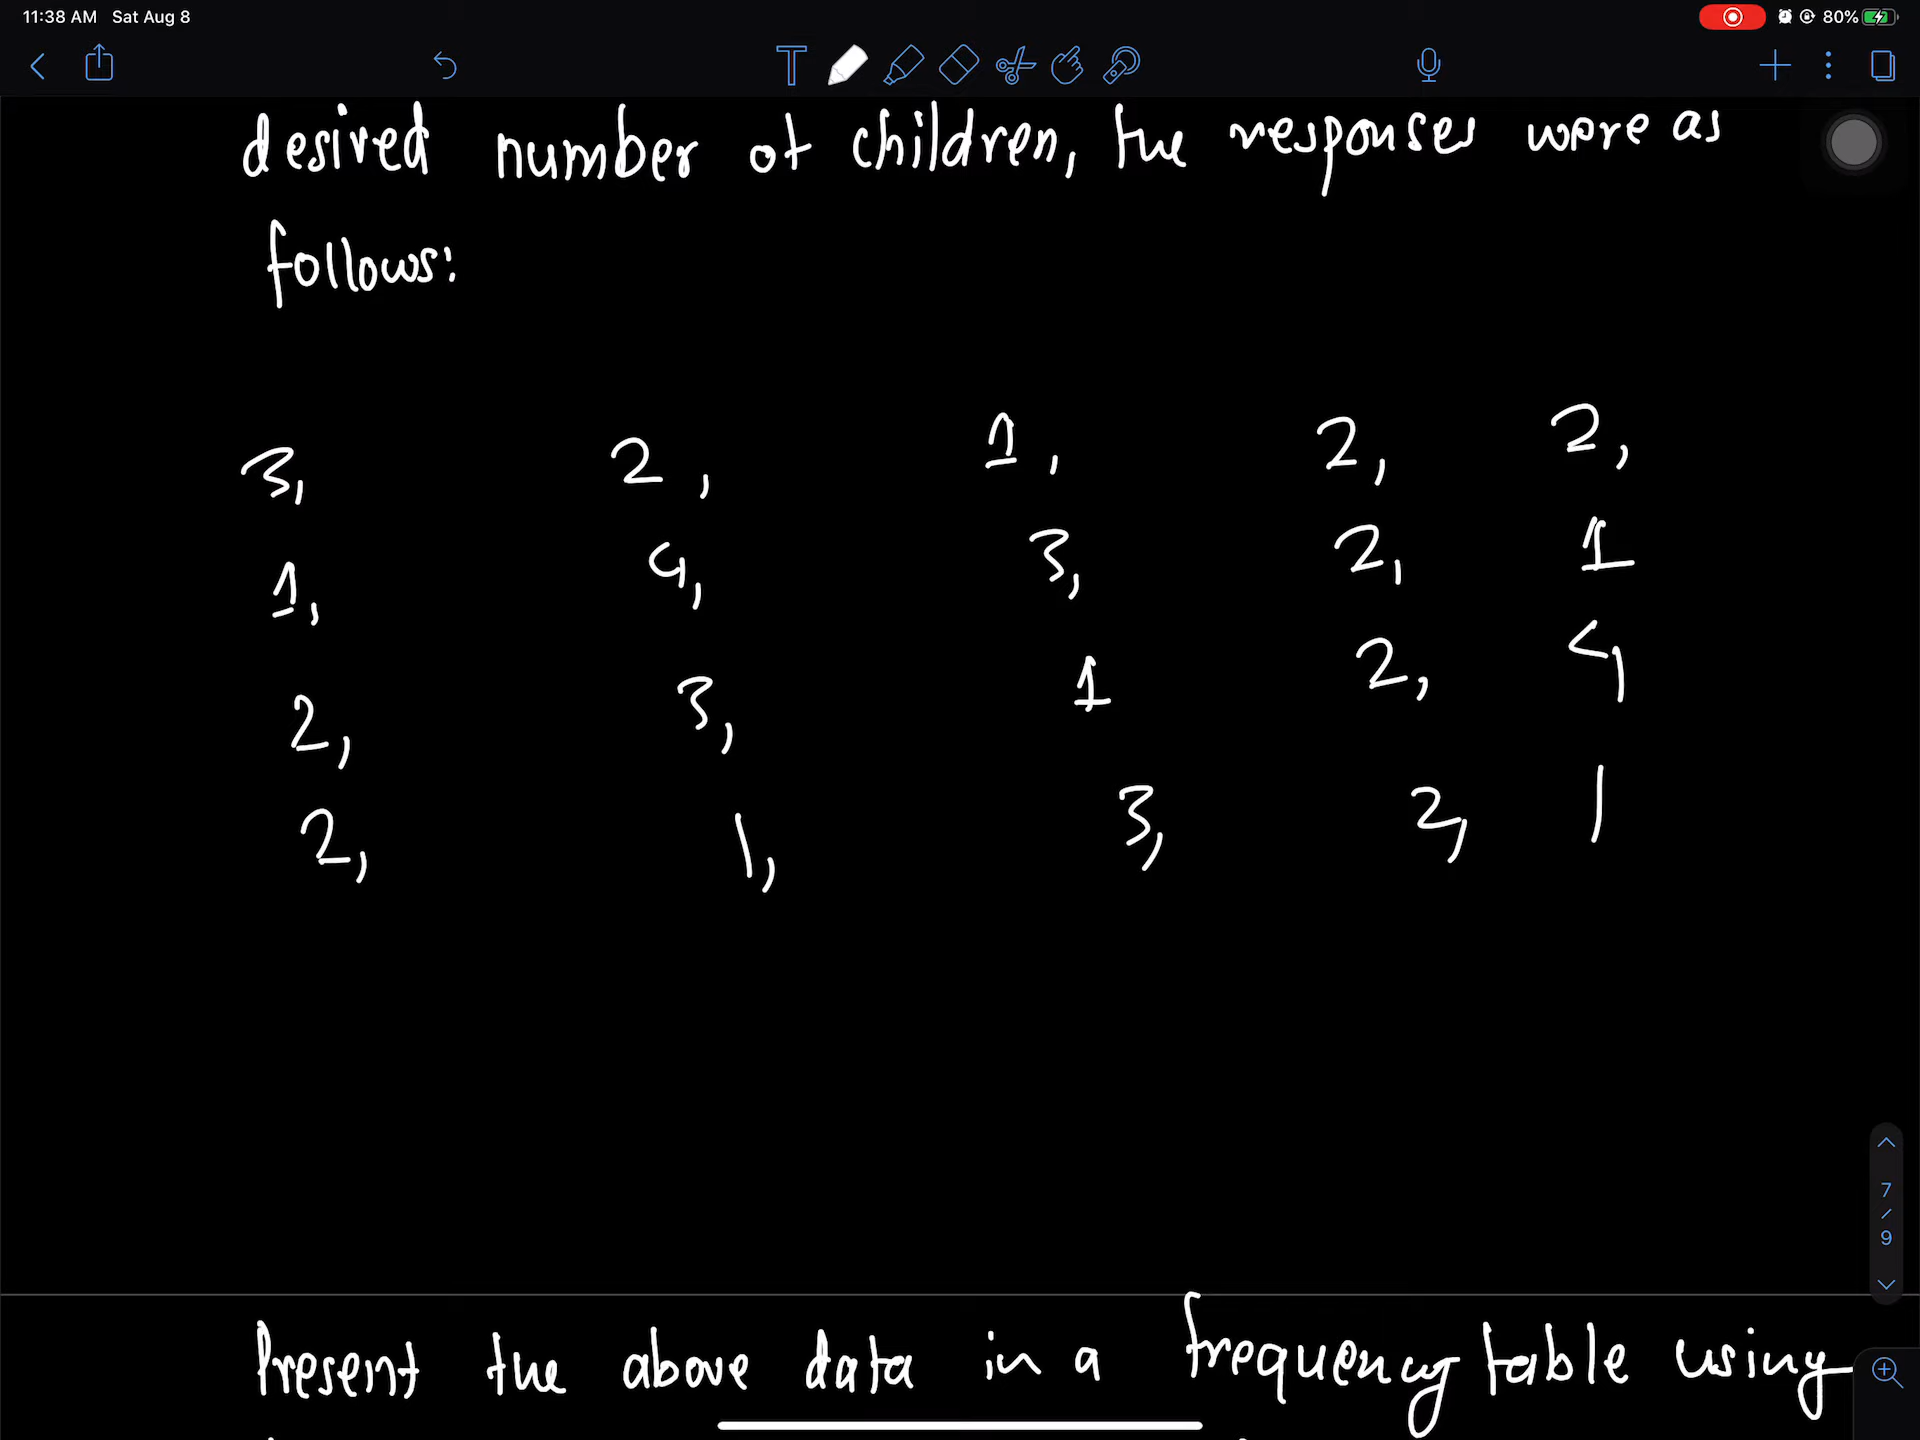 11:38 AM Sat Aug 8 80%
desired number of children, the responses were as
follows:
3, 2, 1, 2, 2,
1, 4, 3, 2, 1
2, 3, 1 2, 4
2, 1, 3, 2, 1
7
/
9
Present the above data in a frequency table using